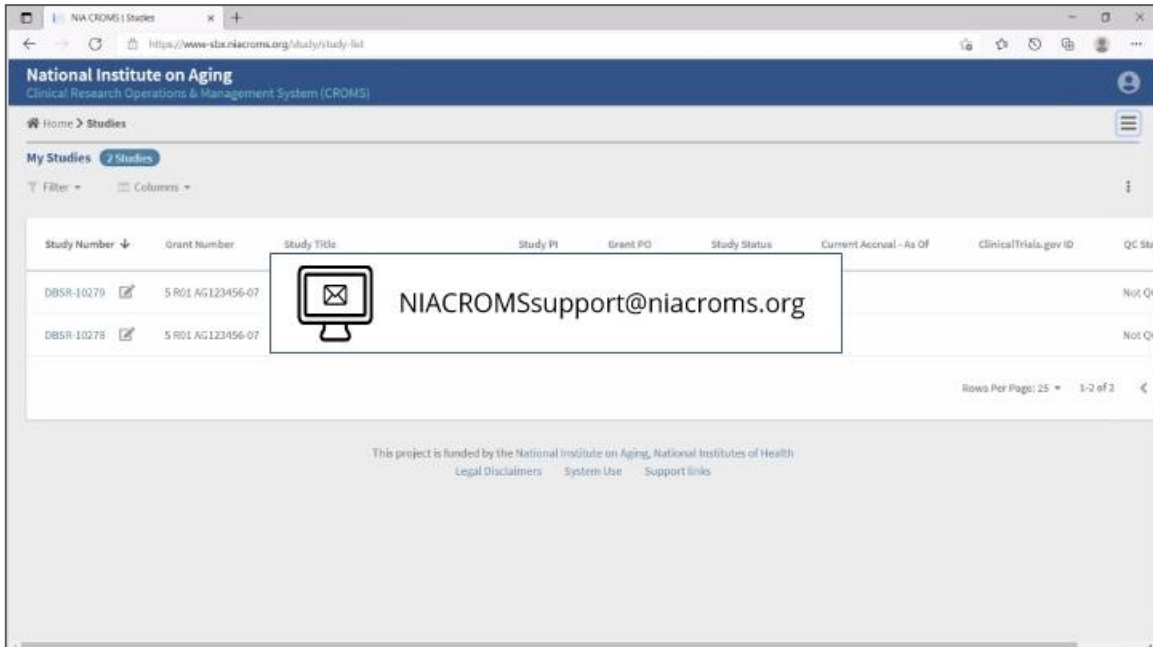 NIA CROMS | Studies
https://www-sbx.niacroms.org/study/study-list
National Institute on Aging
Clinical Research Operations & Management System (CROMS)
Home > Studies
My Studies 2 Studies
Filter Columns
Study Number Grant Number Study Title Study PI Grant PO Study Status Current Accrual - As Of ClinicalTrials.gov ID QC Sta
DBSR-10279 5 R01 AG123456-07 Not Q
NIACROMSsupport@niacroms.org
DBSR-10278 5 R01 AG123456-07 Not Q
Rows Per Page: 25 1-2 of 2
This project is funded by the National Institute on Aging, National Institutes of Health
Legal Disclaimers System Use Support links